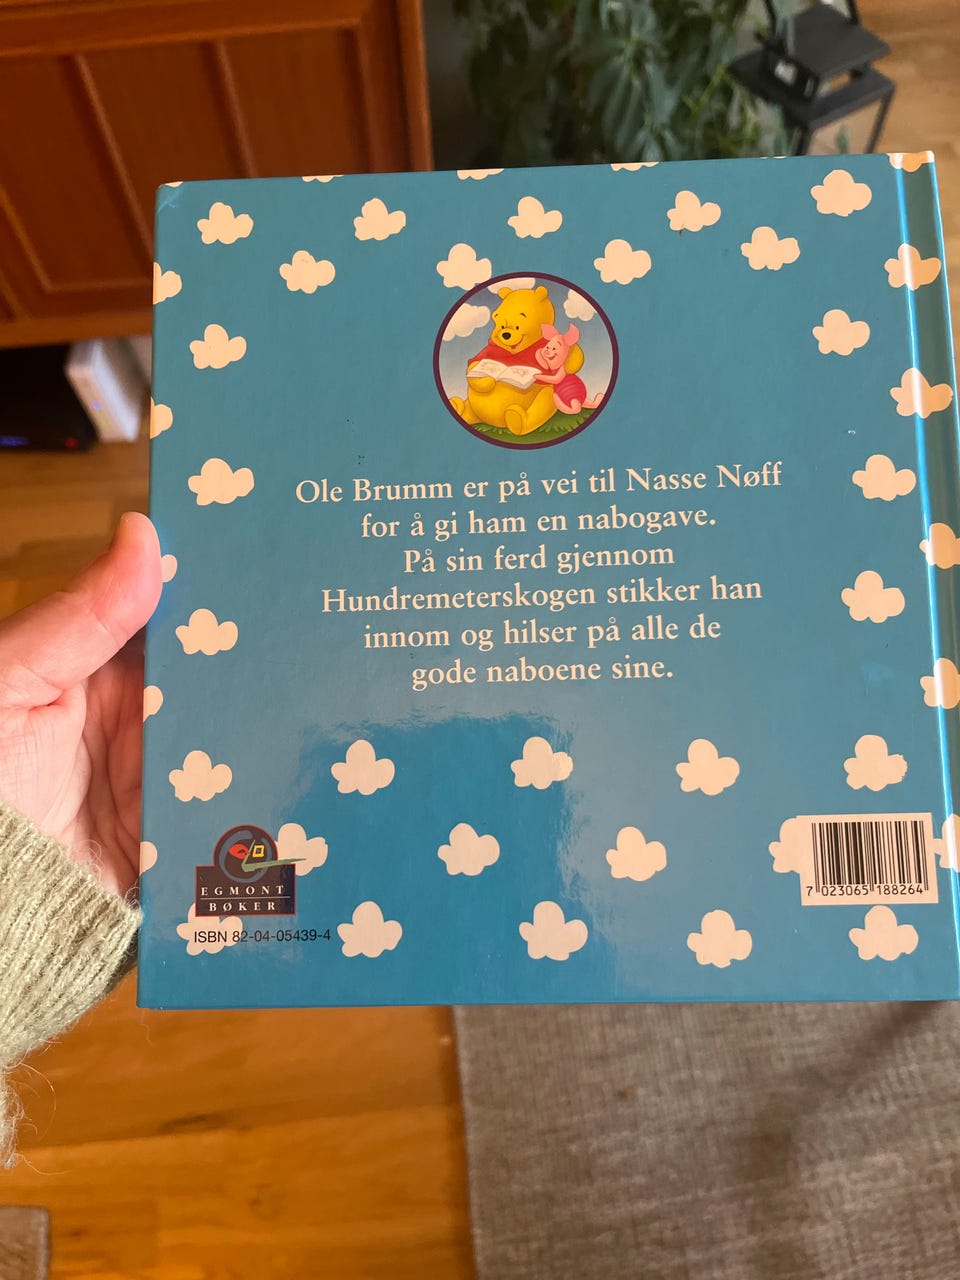 Ole Brumm er på vei til Nasse Nøff
for å gi ham en nabogave.
På sin ferd gjennom
Hundremeterskogen stikker han
innom og hilser på alle de
gode naboene sine.
EGMONT
BØKER
ISBN 82-04-05439-4
7 023065 188264